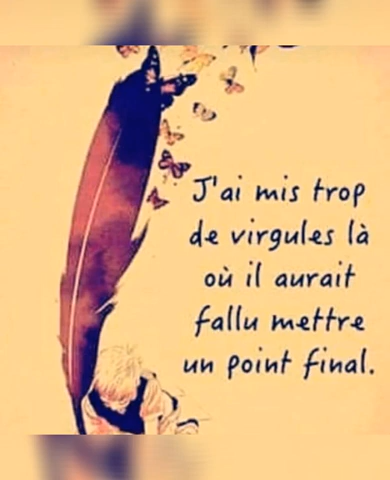 J'ai mis trop
de virgules là
où il aurait
fallu mettre
un point final.